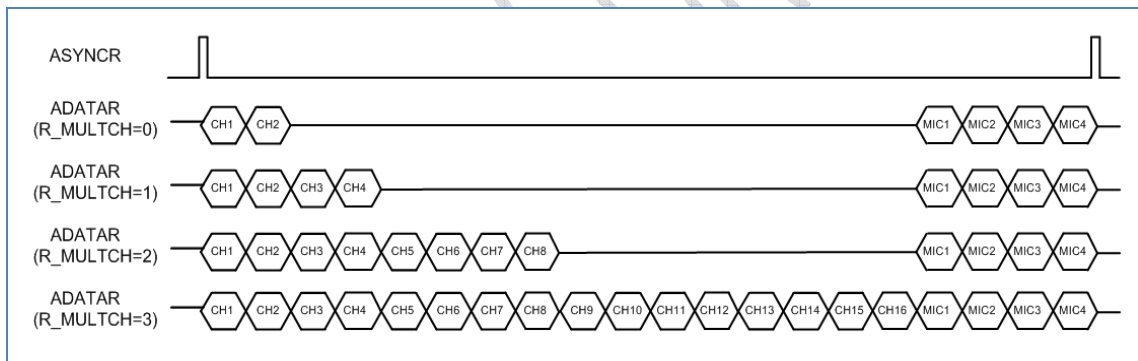 ASYNCR
ADATAR
(R_MULTCH=0)
CH1 CH2 MIC1 MIC2 MIC3 MIC4
ADATAR
(R_MULTCH=1)
CH1 CH2 CH3 CH4 MIC1 MIC2 MIC3 MIC4
ADATAR
(R_MULTCH=2)
CH1 CH2 CH3 CH4 CH5 CH6 CH7 CH8 MIC1 MIC2 MIC3 MIC4
ADATAR
(R_MULTCH=3)
CH1 CH2 CH3 CH4 CH5 CH6 CH7 CH8 CH9 CH10 CH11 CH12 CH13 CH14 CH15 CH16 MIC1 MIC2 MIC3 MIC4